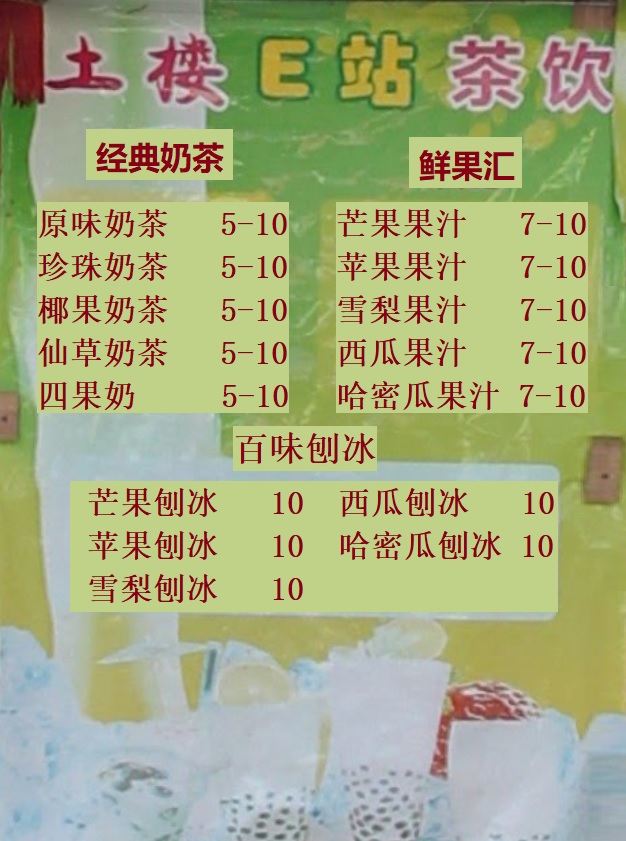 土楼E站茶饮
经典奶茶
原味奶茶 5-10
珍珠奶茶 5-10
椰果奶茶 5-10
仙草奶茶 5-10
四果奶 5-10
鲜果汇
芒果果汁 7-10
苹果果汁 7-10
雪梨果汁 7-10
西瓜果汁 7-10
哈密瓜果汁 7-10
百味刨冰
芒果刨冰 10 西瓜刨冰 10
苹果刨冰 10 哈密瓜刨冰 10
雪梨刨冰 10